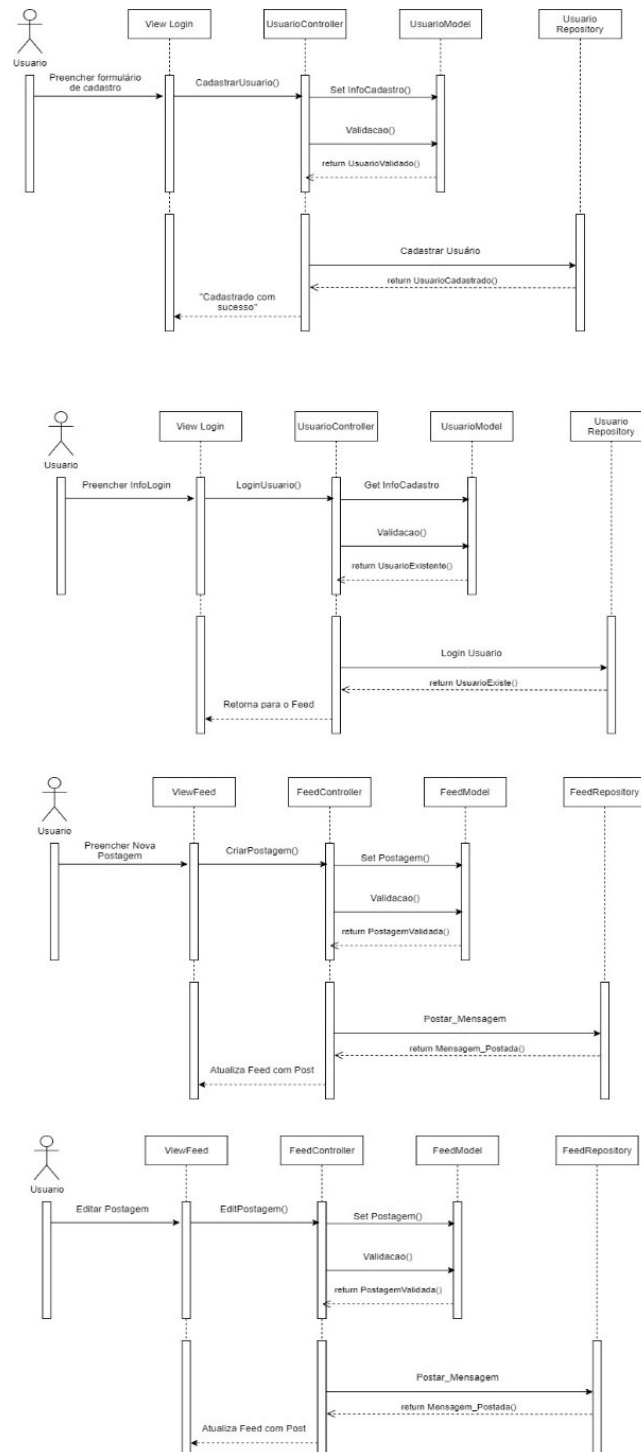 View Login
UsuarioController
UsuarioModel
Usuario
Repository
Usuario
Preencher formulário
de cadastro
CadastrarUsuario()
Set InfoCadastro()
Validacao()
return UsuarioValidado()
Cadastrar Usuário
return UsuarioCadastrado()
"Cadastrado com
sucesso"
View Login
UsuarioController
UsuarioModel
Usuario
Repository
Usuario
Preencher InfoLogin
LoginUsuario()
Get InfoCadastro
Validacao()
return UsuarioExistente()
Login Usuario
return UsuarioExiste()
Retorna para o Feed
ViewFeed
FeedController
FeedModel
FeedRepository
Usuario
Preencher Nova
Postagem
CriarPostagem()
Set Postagem()
Validacao()
return PostagemValidada()
Postar_Mensagem
return Mensagem_Postada()
Atualiza Feed com Post
ViewFeed
FeedController
FeedModel
FeedRepository
Usuario
Editar Postagem
EditPostagem()
Set Postagem()
Validacao()
return PostagemValidada()
Postar_Mensagem
return Mensagem_Postada()
Atualiza Feed com Post